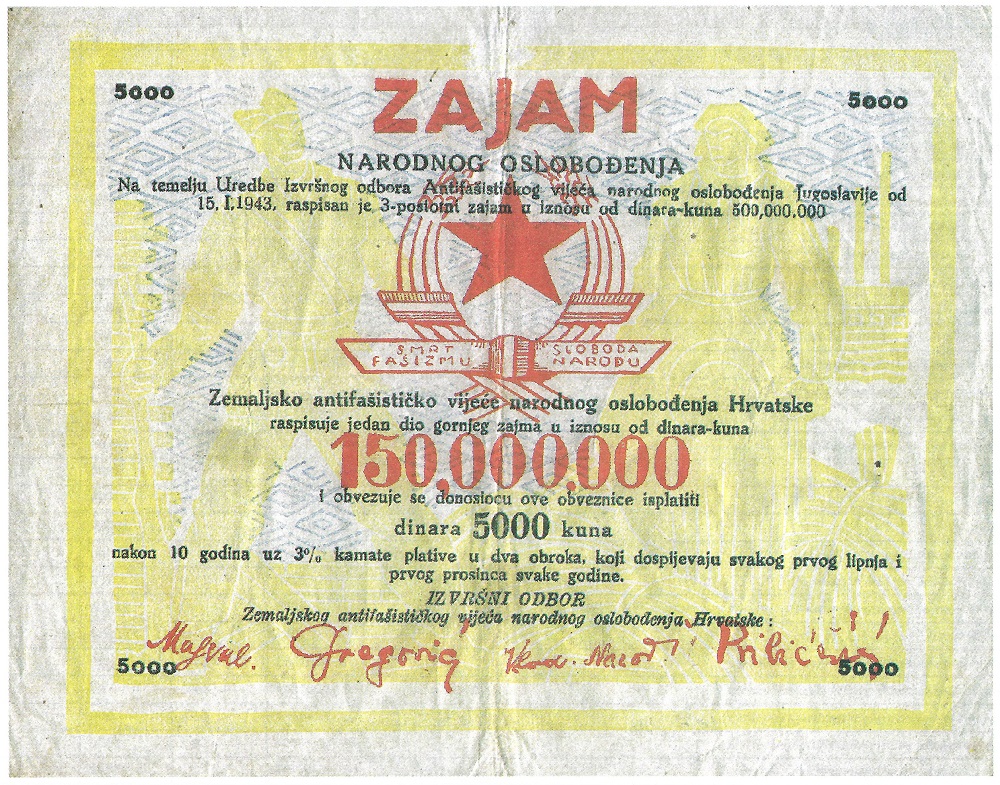 5000 5000
ZAJAM
NARODNOG OSLOBOĐENJA
Na temelju Uredbe Izvršnog odbora Antifašističkog vijeća narodnog oslobođenja Jugoslavije od
15. I. 1943. raspisan je 3-postotni zajam u iznosu od dinara-kuna 500,000.000
SMRT SLOBODA
FAŠIZMU NARODU
Zemaljsko antifašističko vijeće narodnog oslobođenja Hrvatske
raspisuje jedan dio gornjeg zajma u iznosu od dinara-kuna
150,000.000
i obvezuje se donosiocu ove obveznice isplatiti
dinara 5000 kuna
nakon 10 godina uz 3% kamate plative u dva obroka, koji dospijevaju svakog prvog lipnja i
prvog prosinca svake godine.
IZVRŠNI ODBOR
Zemaljskog antifašističkog vijeća narodnog oslobođenja Hrvatske:
5000 5000